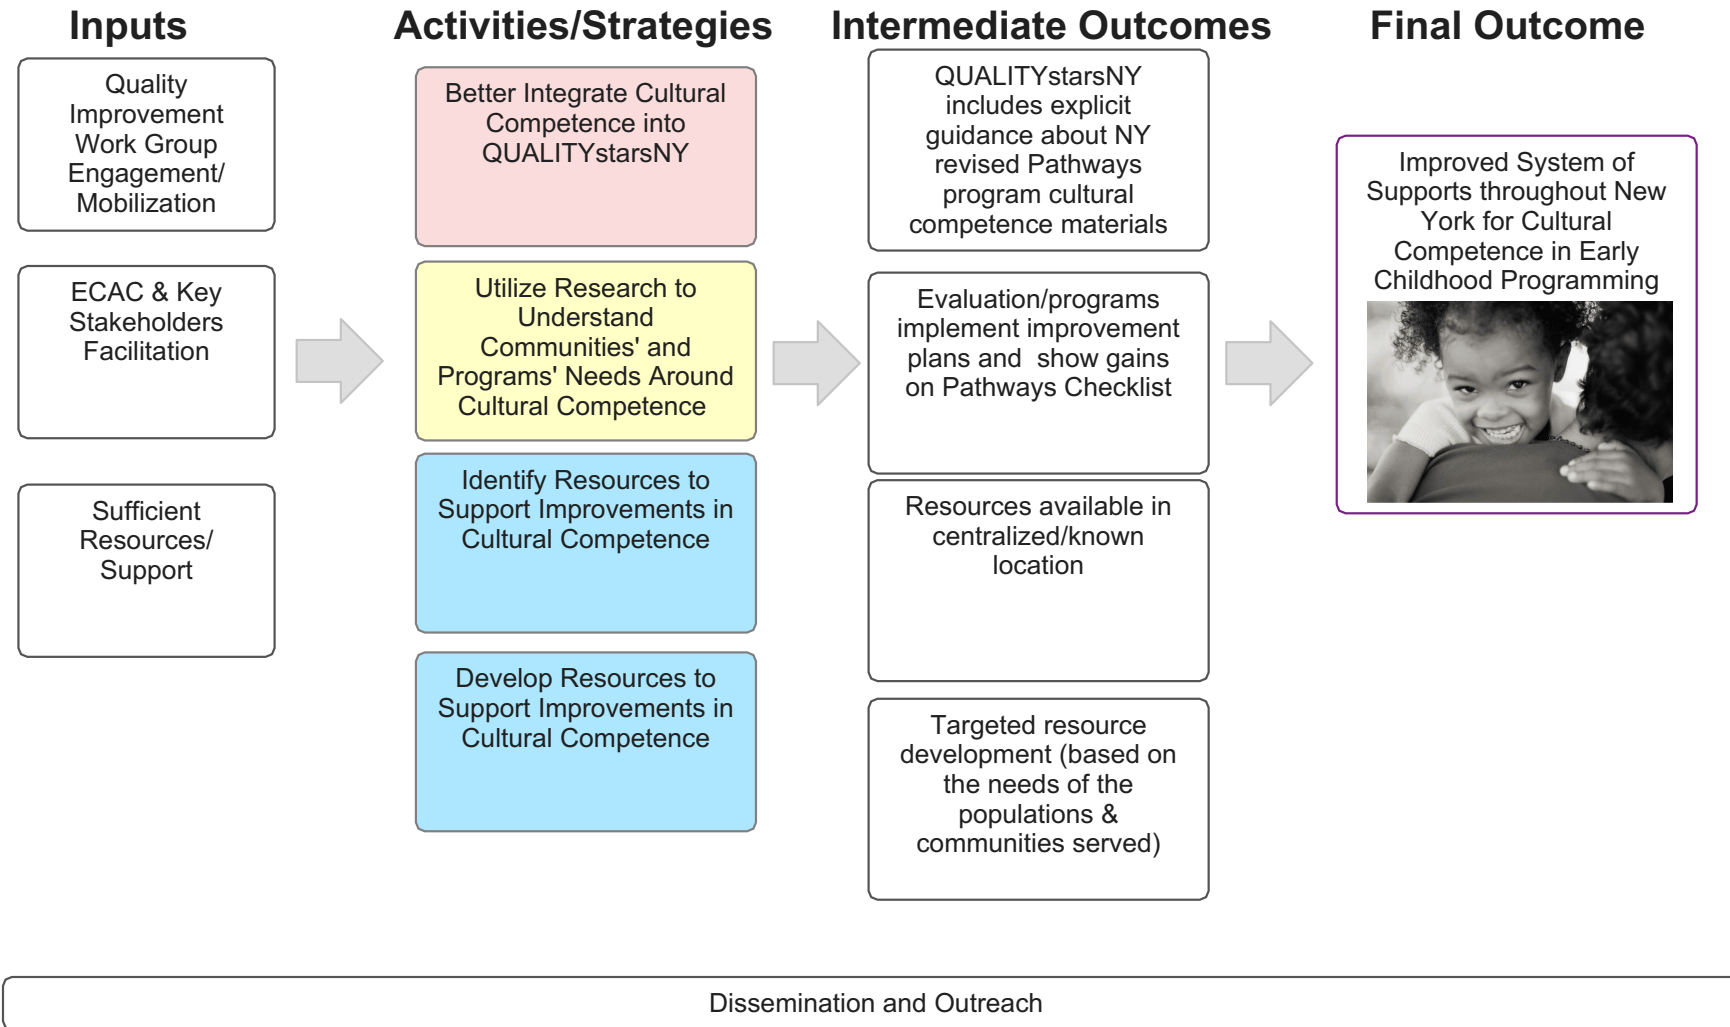 Inputs
Quality
Improvement
Work Group
Engagement/
Mobilization
ECAC & Key
Stakeholders
Facilitation
Sufficient
Resources/
Support
Activities/Strategies
Better Integrate Cultural
Competence into
QUALITYstarsNY
Utilize Research to
Understand
Communities' and
Programs' Needs Around
Cultural Competence
Identify Resources to
Support Improvements in
Cultural Competence
Develop Resources to
Support Improvements in
Cultural Competence
Intermediate Outcomes
QUALITYstarsNY
includes explicit
guidance about NY
revised Pathways
program cultural
competence materials
Evaluation/programs
implement improvement
plans and  show gains
on Pathways Checklist
Resources available in
centralized/known
location
Targeted resource
development (based on
the needs of the
populations &
communities served)
Final Outcome
Improved System of
Supports throughout New
York for Cultural
Competence in Early
Childhood Programming
Dissemination and Outreach